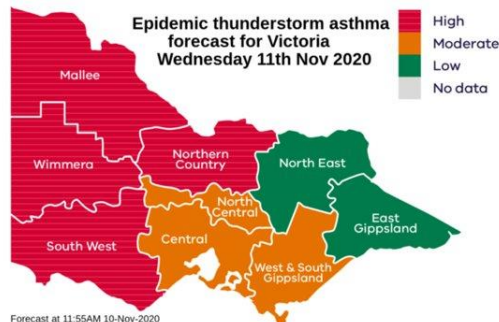 Epidemic thunderstorm asthma
forecast for Victoria
Wednesday 11th Nov 2020
High
Moderate
Low
No data
Mallee
Wimmera
Northern
Country
North East
North
Central
South West
Central
East
Gippsland
West & South
Gippsland
Forecast at 11:55AM 10-Nov-2020